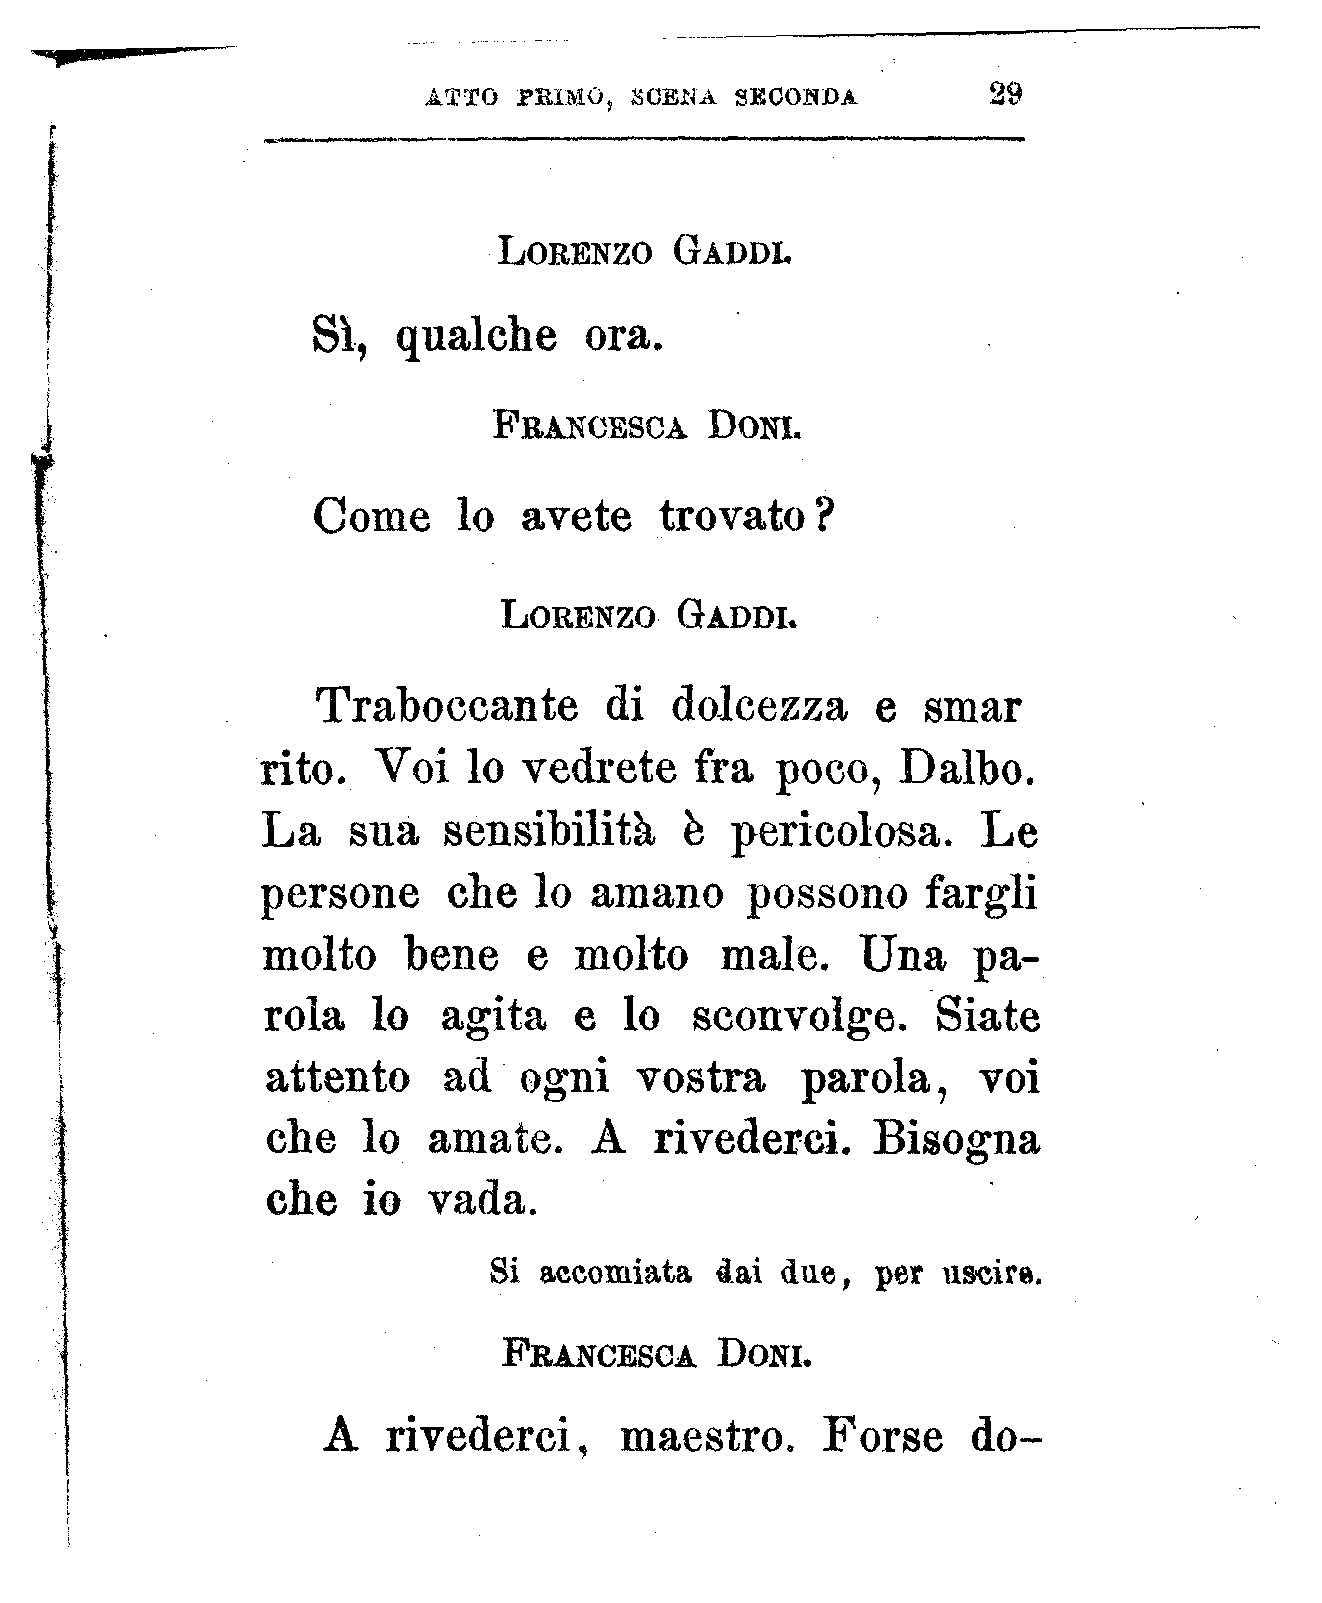 ATTO PRIMO, SCENA SECONDA 29
LORENZO GADDI.
Sì, qualche ora.
FRANCESCA DONI.
Come lo avete trovato?
LORENZO GADDI.
Traboccante di dolcezza e smar
rito. Voi lo vedrete fra poco, Dalbo.
La sua sensibilità è pericolosa. Le
persone che lo amano possono fargli
molto bene e molto male. Una pa-
rola lo agita e lo sconvolge. Siate
attento ad ogni vostra parola, voi
che lo amate. A rivederci. Bisogna
che io vada.
Si accomiata dai due, per uscire.
FRANCESCA DONI.
A rivederci, maestro. Forse do-